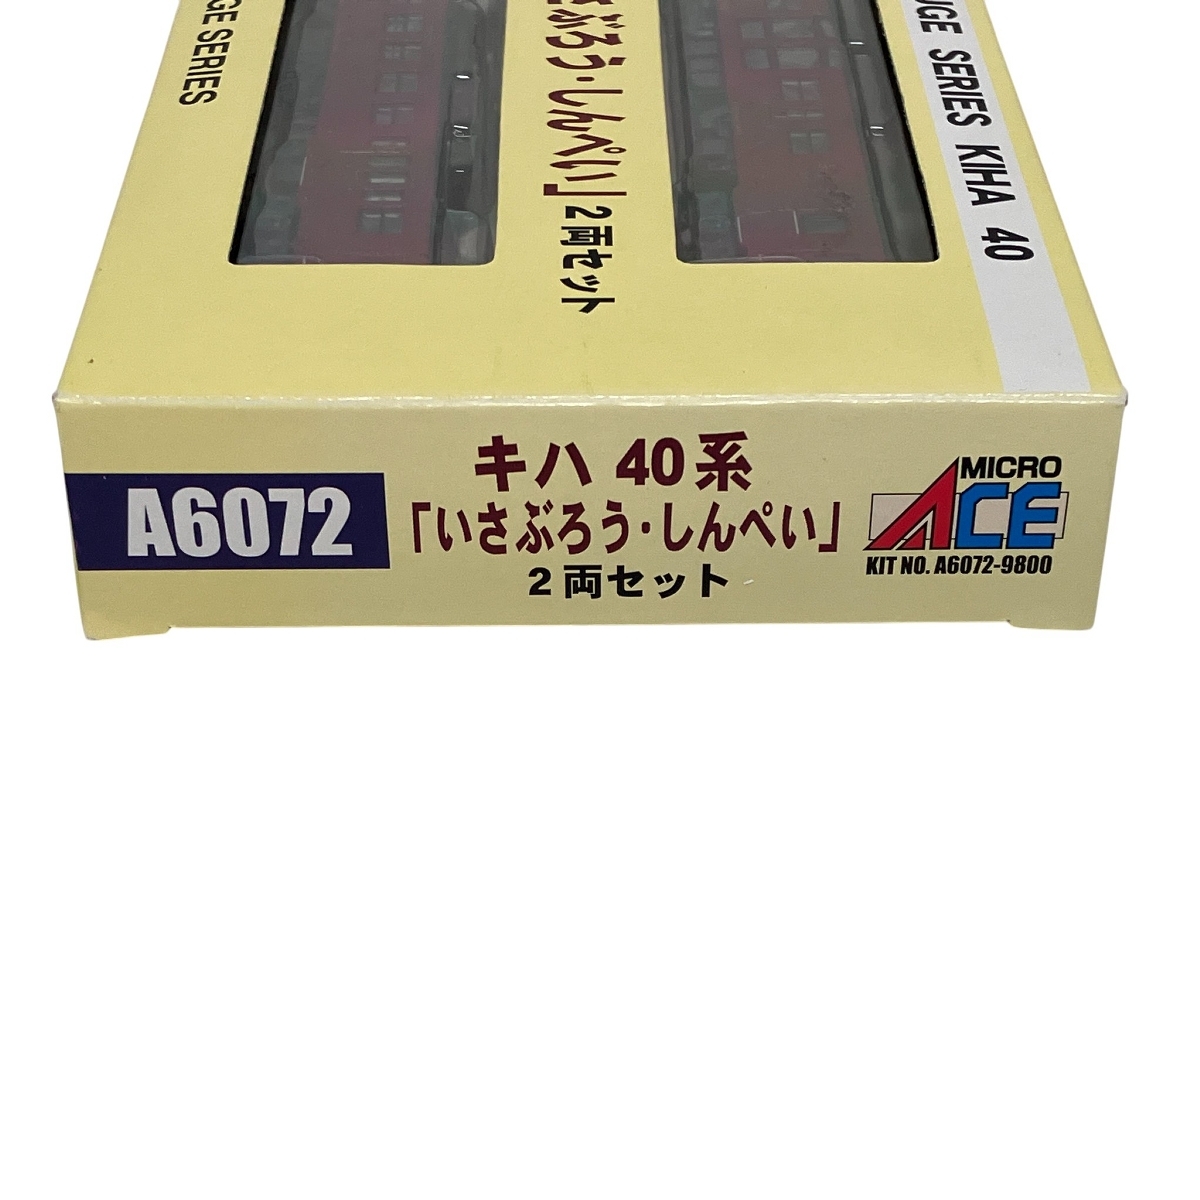 SERIES
ぶろう・しんぺい」2両セット
SERIES KIHA 40
A6072
キハ 40系
「いさぶろう・しんぺい」
2両セット
MICRO
ACE
KIT NO. A6072-9800